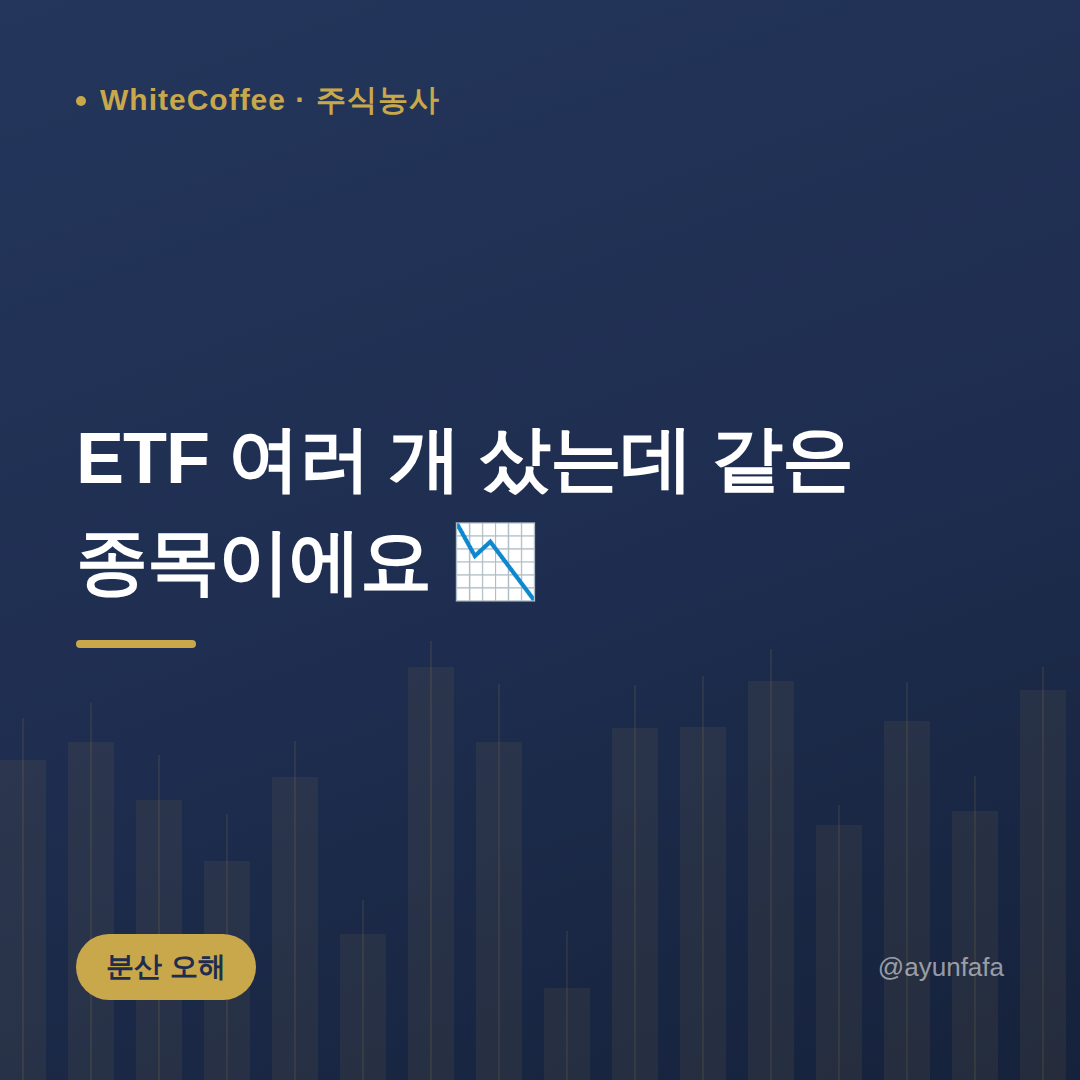 WhiteCoffee · 주식농사
ETF 여러 개 샀는데 같은
종목이에요 📉
분산 오해
@ayunfafa